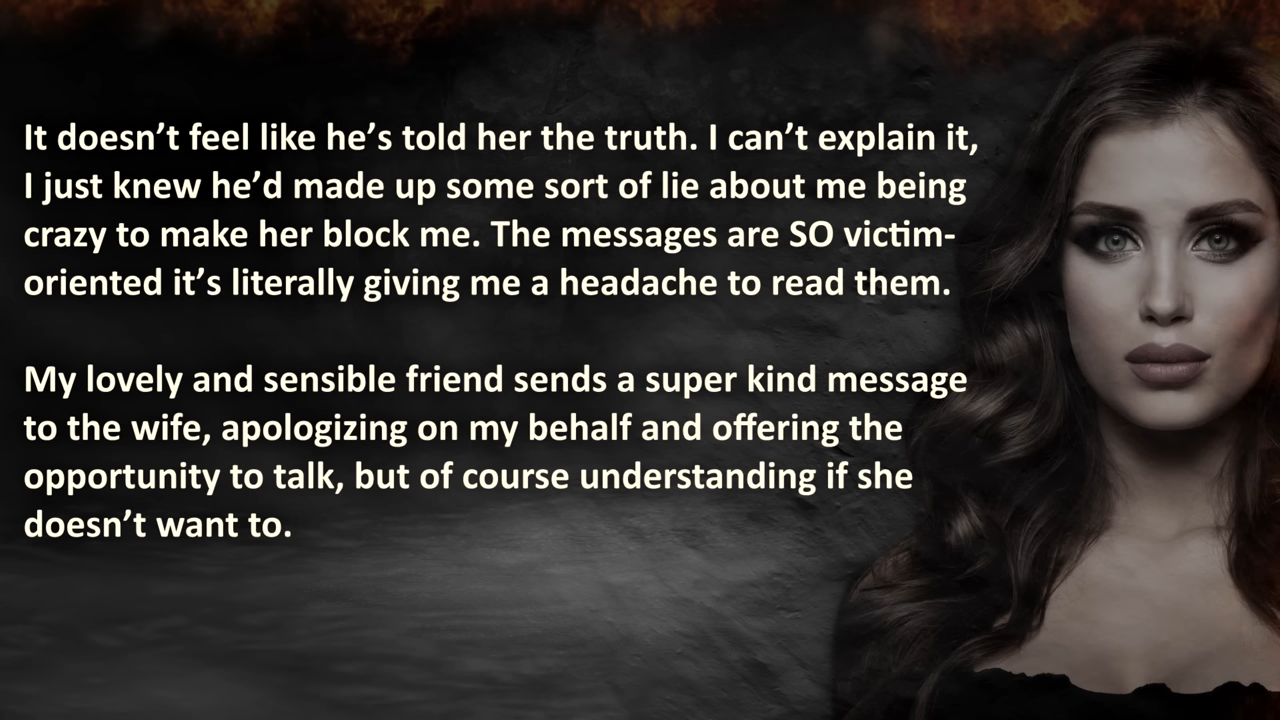 It doesn’t feel like he’s told her the truth. I can’t explain it,
I just knew he’d made up some sort of lie about me being
crazy to make her block me. The messages are SO victim-
oriented it’s literally giving me a headache to read them.
My lovely and sensible friend sends a super kind message
to the wife, apologizing on my behalf and offering the
opportunity to talk, but of course understanding if she
doesn’t want to.